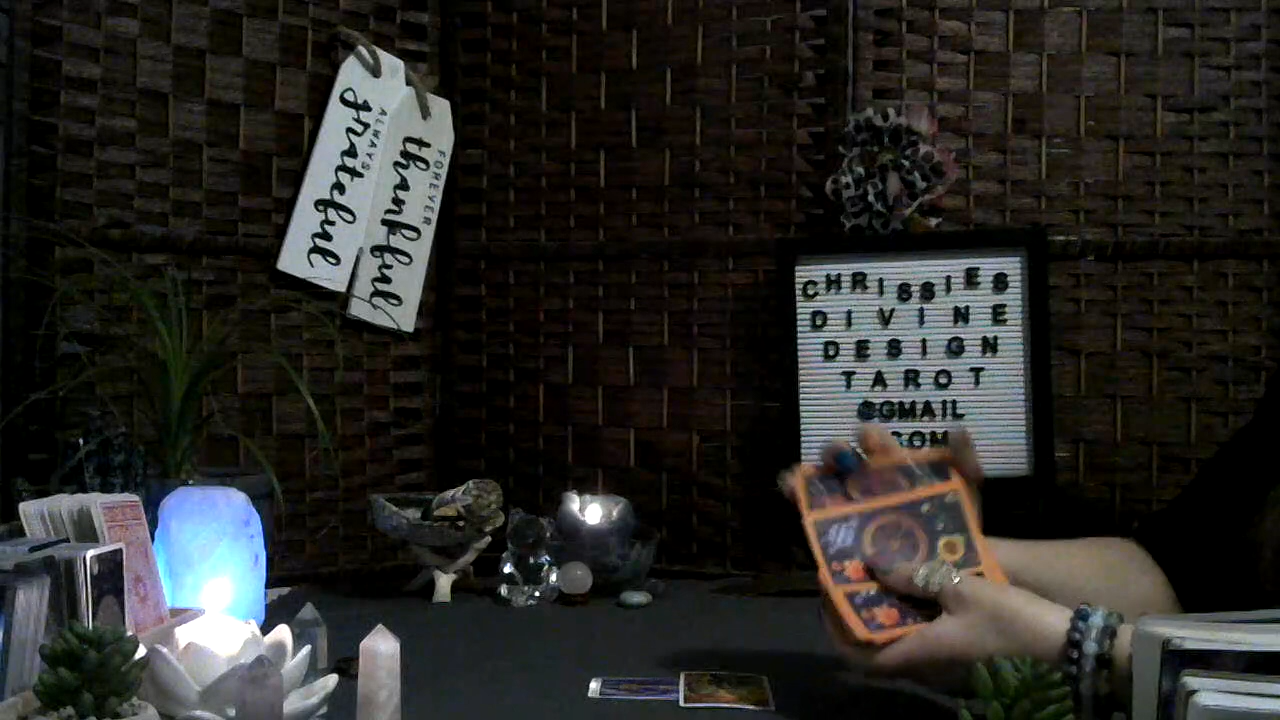 ALWAYS
grateful
FOREVER
thankful
CHRISSIES
DIVINE
DESIGN
TAROT
@GMAIL
.COM